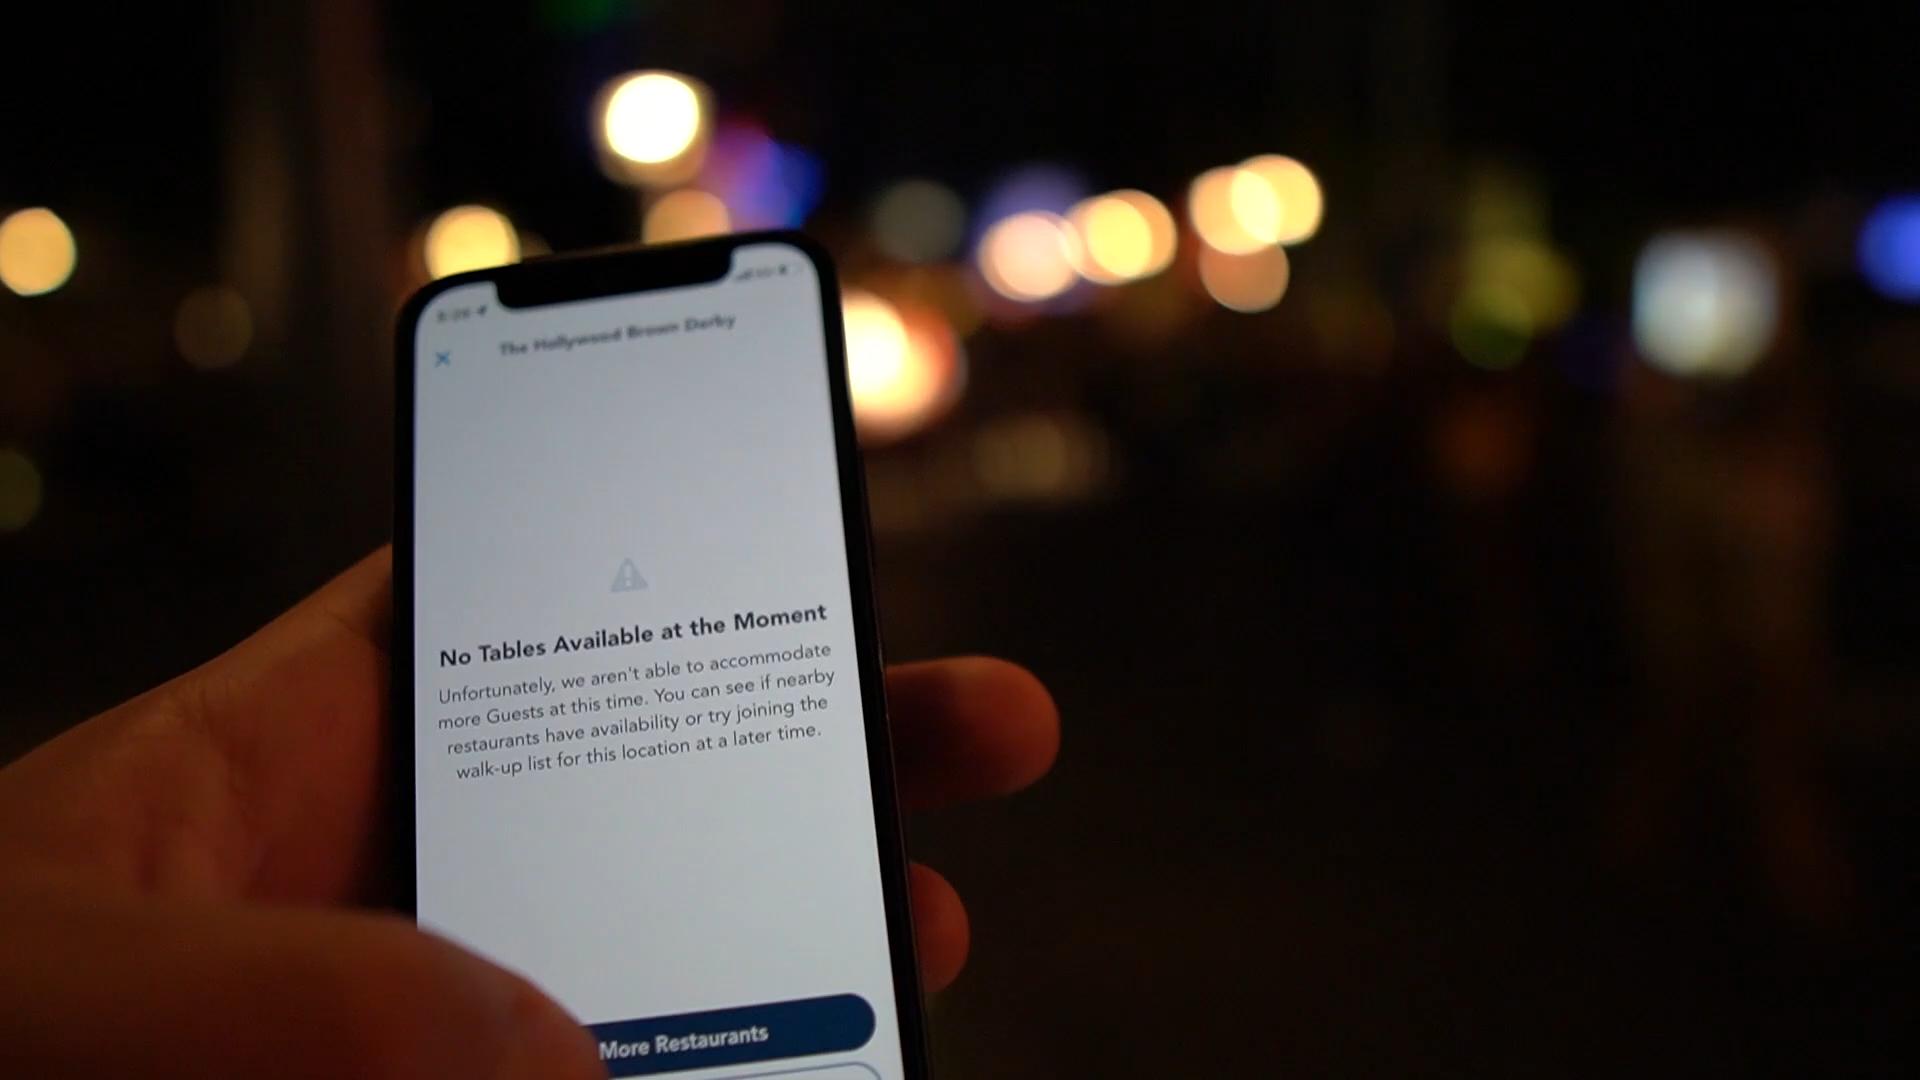 The Hollywood Brown Derby
No Tables Available at the Moment
Unfortunately, we aren't able to accommodate
more Guests at this time. You can see if nearby
restaurants have availability or try joining the
walk-up list for this location at a later time.
More Restaurants